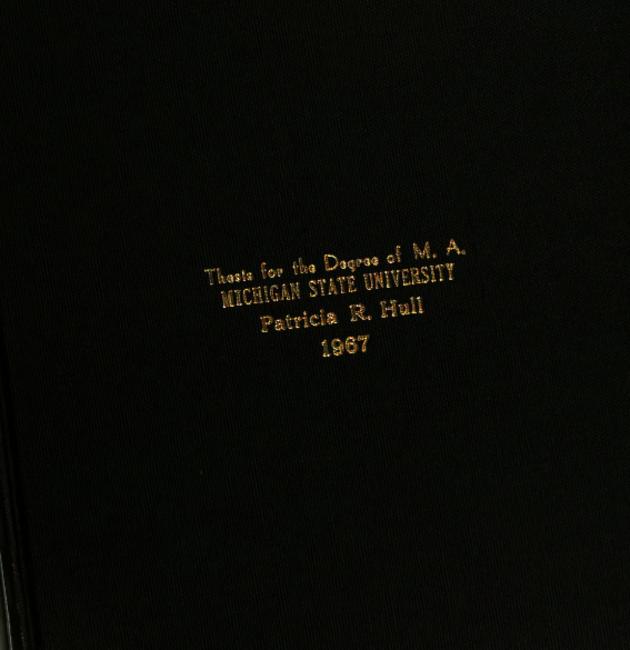 Thesis for the Degree of M. A.
MICHIGAN STATE UNIVERSITY
Patricia R. Hull
1967